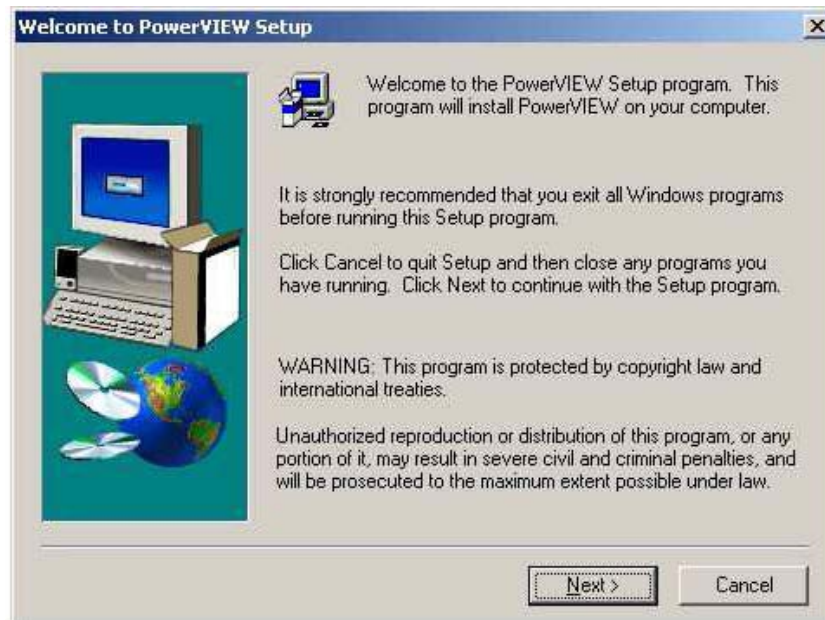 Welcome to PowerVIEW Setup
Welcome to the PowerVIEW Setup program. This
program will install PowerVIEW on your computer.
It is strongly recommended that you exit all Windows programs
before running this Setup program.
Click Cancel to quit Setup and then close any programs you
have running. Click Next to continue with the Setup program.
WARNING: This program is protected by copyright law and
international treaties.
Unauthorized reproduction or distribution of this program, or any
portion of it, may result in severe civil and criminal penalties, and
will be prosecuted to the maximum extent possible under law.
Next >
Cancel